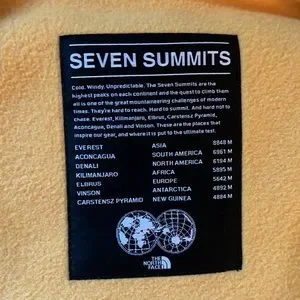 SEVEN SUMMITS
Cold. Windy. Unpredictable. The Seven Summits are the
highest peaks on each continent and the quest to climb them
all is one of the great mountaineering challenges of modern
times. They're hard to reach. Hard to summit. And hard not to
chase. Everest, Kilimanjaro, Elbrus, Carstensz Pyramid,
Aconcagua, Denali and Vinson. These are the places that
inspire our gear, and where it is put to the ultimate test.
EVEREST ASIA 8848 M
ACONCAGUA SOUTH AMERICA 6961 M
DENALI NORTH AMERICA 6194 M
KILIMANJARO AFRICA 5895 M
ELBRUS EUROPE 5642 M
VINSON ANTARCTICA 4892 M
CARSTENSZ PYRAMID NEW GUINEA 4884 M
THE
NORTH
FACE